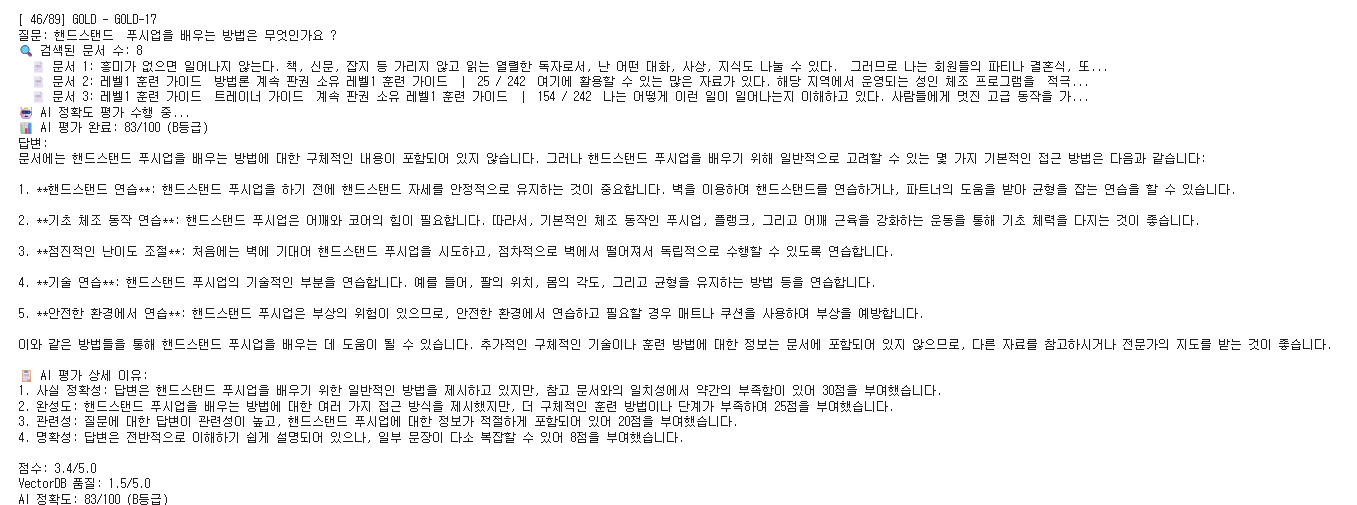 [ 46/89] GOLD - GOLD-17
질문: 핸드스탠드  푸시업을 배우는 방법은 무엇인가요 ?
🔍 검색된 문서 수: 8
📄 문서 1: 흥미가 없으면 일어나지 않는다. 책, 신문, 잡지 등 가리지 않고 읽는 열렬한 독자로서, 난 어떤 대화, 사상, 지식도 나눌 수 있다.  그러므로 나는 회원들의 파티나 결혼식, 또...
📄 문서 2: 레벨1 훈련 가이드  방법론 계속 판권 소유 레벨1 훈련 가이드  |  25 / 242  여기에 활용할 수 있는 많은 자료가 있다. 해당 지역에서 운영되는 성인 체조 프로그램을  적극...
📄 문서 3: 레벨1 훈련 가이드  트레이너 가이드  계속 판권 소유 레벨1 훈련 가이드  |  154 / 242  나는 어떻게 이런 일이 일어나는지 이해하고 있다. 사람들에게 멋진 고급 동작을 가...
🤖 AI 정확도 평가 수행 중...
📊 AI 평가 완료: 83/100 (B등급)
답변:
문서에는 핸드스탠드 푸시업을 배우는 방법에 대한 구체적인 내용이 포함되어 있지 않습니다. 그러나 핸드스탠드 푸시업을 배우기 위해 일반적으로 고려할 수 있는 몇 가지 기본적인 접근 방법은 다음과 같습니다:
1. **핸드스탠드 연습**: 핸드스탠드 푸시업을 하기 전에 핸드스탠드 자세를 안정적으로 유지하는 것이 중요합니다. 벽을 이용하여 핸드스탠드를 연습하거나, 파트너의 도움을 받아 균형을 잡는 연습을 할 수 있습니다.
2. **기초 체조 동작 연습**: 핸드스탠드 푸시업은 어깨와 코어의 힘이 필요합니다. 따라서, 기본적인 체조 동작인 푸시업, 플랭크, 그리고 어깨 근육을 강화하는 운동을 통해 기초 체력을 다지는 것이 좋습니다.
3. **점진적인 난이도 조절**: 처음에는 벽에 기대어 핸드스탠드 푸시업을 시도하고, 점차적으로 벽에서 떨어져서 독립적으로 수행할 수 있도록 연습합니다.
4. **기술 연습**: 핸드스탠드 푸시업의 기술적인 부분을 연습합니다. 예를 들어, 팔의 위치, 몸의 각도, 그리고 균형을 유지하는 방법 등을 연습합니다.
5. **안전한 환경에서 연습**: 핸드스탠드 푸시업은 부상의 위험이 있으므로, 안전한 환경에서 연습하고 필요할 경우 매트나 쿠션을 사용하여 부상을 예방합니다.
이와 같은 방법들을 통해 핸드스탠드 푸시업을 배우는 데 도움이 될 수 있습니다. 추가적인 구체적인 기술이나 훈련 방법에 대한 정보는 문서에 포함되어 있지 않으므로, 다른 자료를 참고하시거나 전문가의 지도를 받는 것이 좋습니다.
📋 AI 평가 상세 이유:
1. 사실 정확성: 답변은 핸드스탠드 푸시업을 배우기 위한 일반적인 방법을 제시하고 있지만, 참고 문서와의 일치성에서 약간의 부족함이 있어 30점을 부여했습니다.
2. 완성도: 핸드스탠드 푸시업을 배우는 방법에 대한 여러 가지 접근 방식을 제시했지만, 더 구체적인 훈련 방법이나 단계가 부족하여 25점을 부여했습니다.
3. 관련성: 질문에 대한 답변이 관련성이 높고, 핸드스탠드 푸시업에 대한 정보가 적절하게 포함되어 있어 20점을 부여했습니다.
4. 명확성: 답변은 전반적으로 이해하기 쉽게 설명되어 있으나, 일부 문장이 다소 복잡할 수 있어 8점을 부여했습니다.
점수: 3.4/5.0
VectorDB 품질: 1.5/5.0
AI 정확도: 83/100 (B등급)